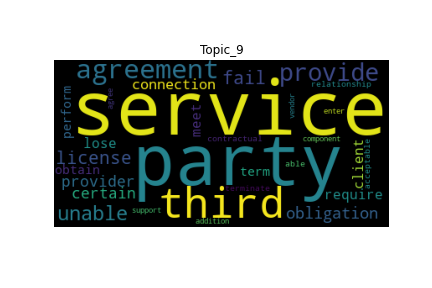 Topic_9
agreement
fail
provide
connection
relationship
perform
agree
service
meet
vendor
enter
contractual
component
lose
party
client
acceptable
license
obtain
able
provider
term
terminate
certain
third
require
unable
support
addition
obligation